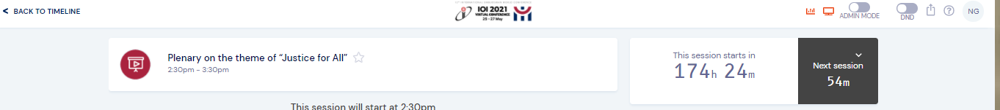 < BACK TO TIMELINE
IOI 2021
VIRTUAL CONFERENCE
25 - 27 May
ADMIN MODE
DND
NG
Plenary on the theme of “Justice for All”
2:30pm - 3:30pm
This session starts in
174h 24m
Next session
54m
This session will start at 2:30pm